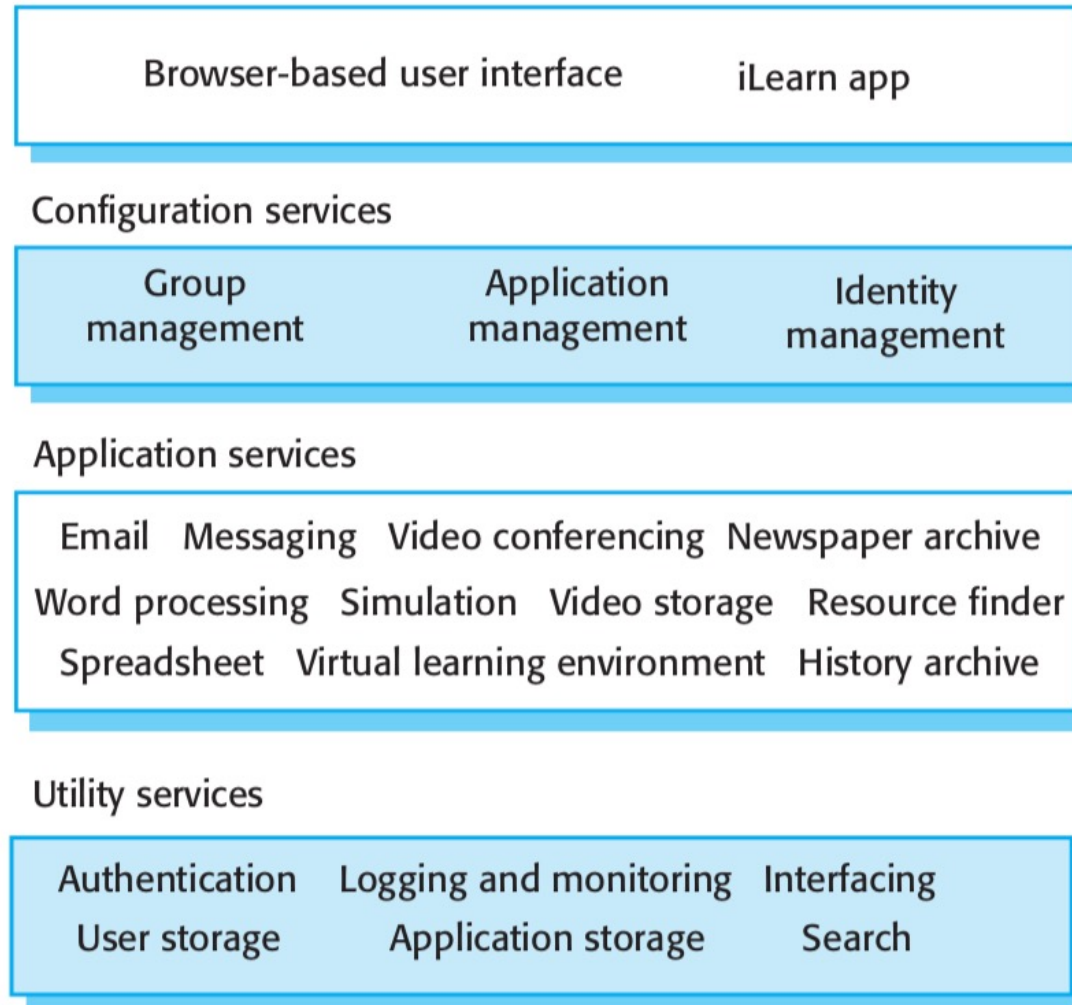 Browser-based user interface iLearn app
Configuration services
Group management Application management Identity management
Application services
Email Messaging Video conferencing Newspaper archive
Word processing Simulation Video storage Resource finder
Spreadsheet Virtual learning environment History archive
Utility services
Authentication Logging and monitoring Interfacing
User storage Application storage Search